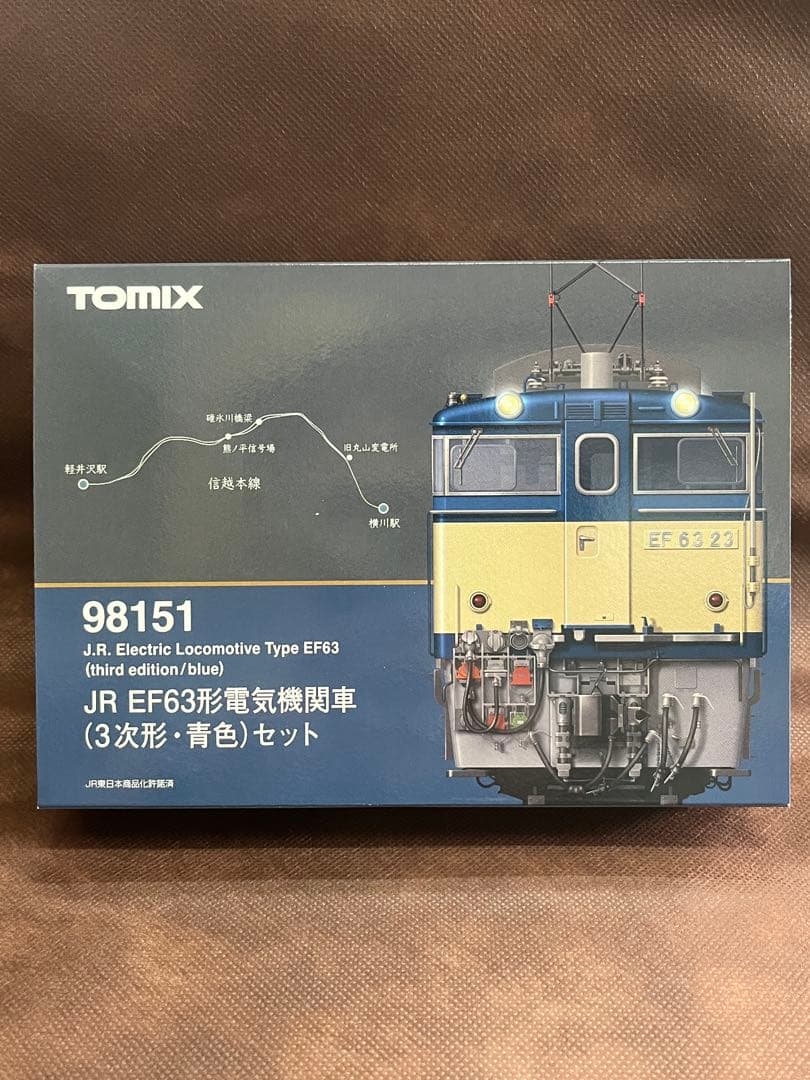 TOMIX
碓氷川橋梁
熊ノ平信号場
旧丸山変電所
軽井沢駅
信越本線
横川駅
EF 63 23
98151
J.R. Electric Locomotive Type EF63
(third edition/blue)
JR EF63形電気機関車
(3次形・青色)セット
JR東日本商品化許諾済